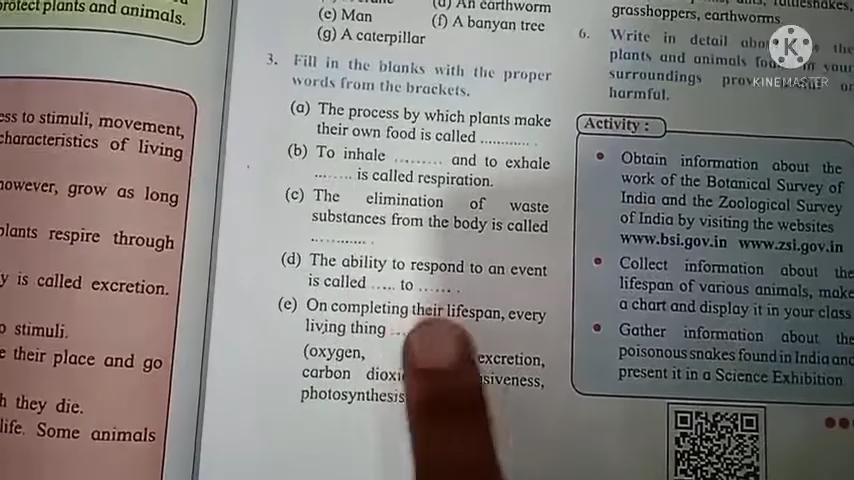 protect plants and animals.
ess to stimuli, movement,
characteristics of living
however, grow as long
plants respire through
y is called excretion.
o stimuli.
e their place and go
h they die.
life. Some animals
(d) An earthworm
(e) Man (f) A banyan tree
(g) A caterpillar
3. Fill in the blanks with the proper
words from the brackets.
(a) The process by which plants make
their own food is called ............ .
(b) To inhale ......... and to exhale
........ is called respiration.
(c) The elimination of waste
substances from the body is called
............ .
(d) The ability to respond to an event
is called ..... to ....... .
(e) On completing their lifespan, every
living thing ...
(oxygen, excretion,
carbon siveness,
photosynthesis
grasshoppers, earthworms
6. Write in detail the
plants and animals in your
surroundings or
harmful.
Activity :
• Obtain information about the
work of the Botanical Survey of
India and the Zoological Survey
of India by visiting the websites
www.bsi.gov.in www.zsi.gov.in
• Collect information about the
lifespan of various animals, make
a chart and display it in your class
• Gather information about the
poisonous snakes found in India and
present it in a Science Exhibition
KINEMASTER